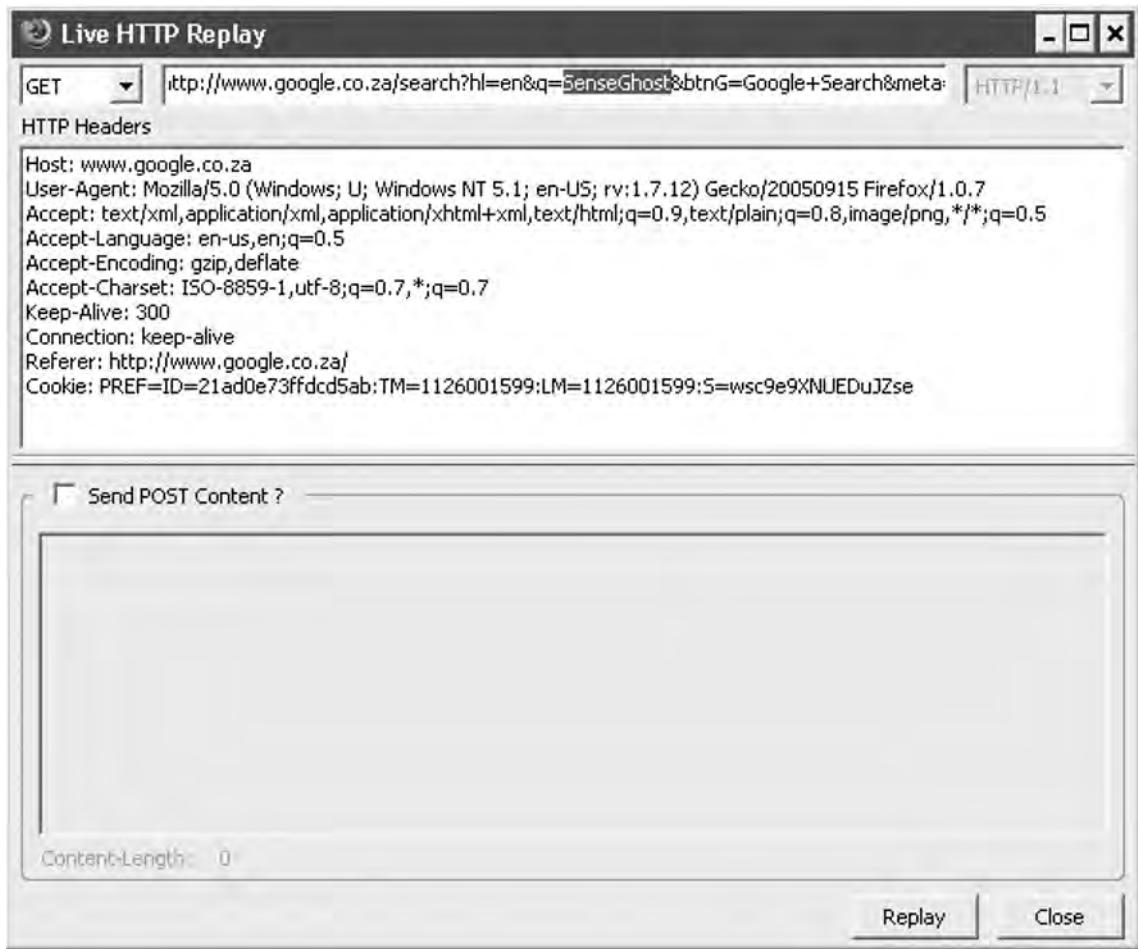 Live HTTP Replay
GET ttp://www.google.co.za/search?hl=en&q=SenseGhost&btnG=Google+Search&meta= HTTP/1.1
HTTP Headers
Host: www.google.co.za
User-Agent: Mozilla/5.0 (Windows; U; Windows NT 5.1; en-US; rv:1.7.12) Gecko/20050915 Firefox/1.0.7
Accept: text/xml,application/xml,application/xhtml+xml,text/html;q=0.9,text/plain;q=0.8,image/png,*/*;q=0.5
Accept-Language: en-us,en;q=0.5
Accept-Encoding: gzip,deflate
Accept-Charset: ISO-8859-1,utf-8;q=0.7,*;q=0.7
Keep-Alive: 300
Connection: keep-alive
Referer: http://www.google.co.za/
Cookie: PREF=ID=21ad0e73ffdcd5ab:TM=1126001599:LM=1126001599:S=wsc9e9XNUEDuJZse
Send POST Content ?
Content-Length: 0
Replay Close